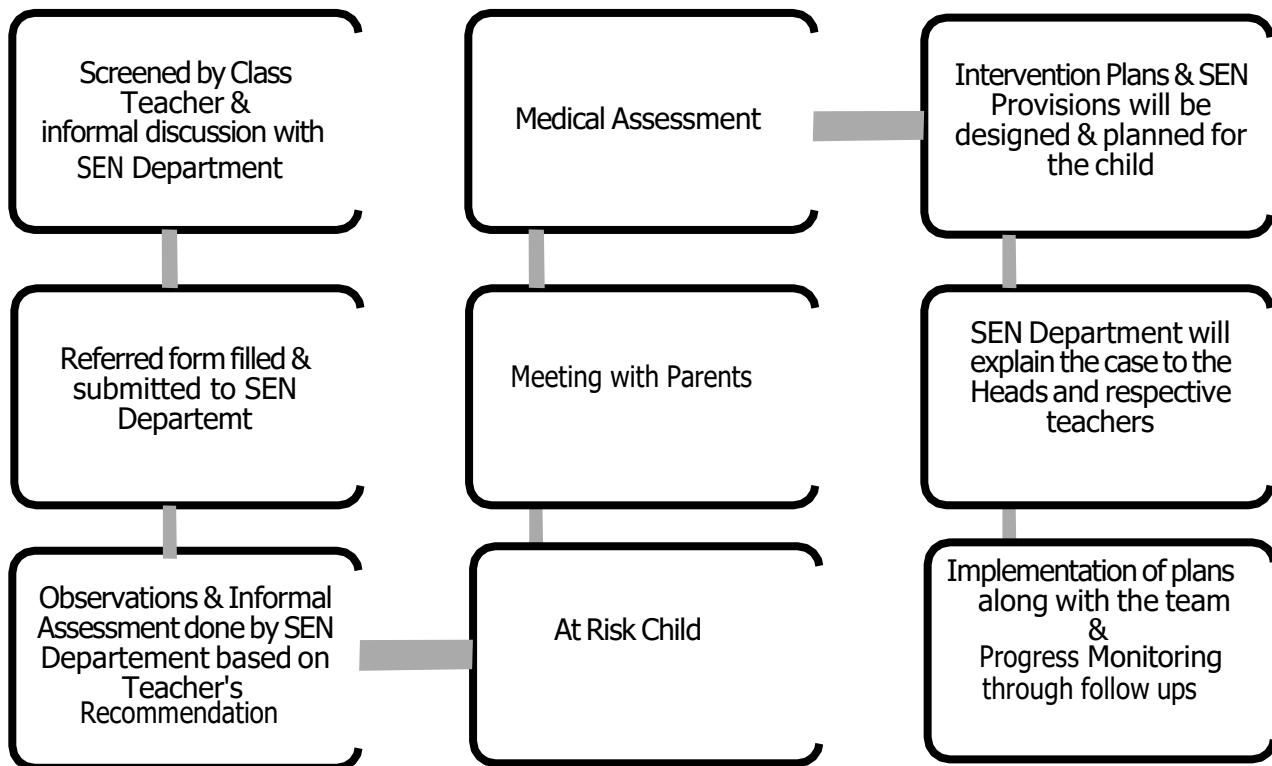 Screened by Class
Teacher &
informal discussion with
SEN Department
Referred form filled &
submitted to SEN
Departemt
Observations & Informal
Assessment done by SEN
Departement based on
Teacher's
Recommendation
At Risk Child
Meeting with Parents
Medical Assessment
Intervention Plans & SEN
Provisions will be
designed & planned for
the child
SEN Department will
explain the case to the
Heads and respective
teachers
Implementation of plans
along with the team
&
Progress Monitoring
through follow ups